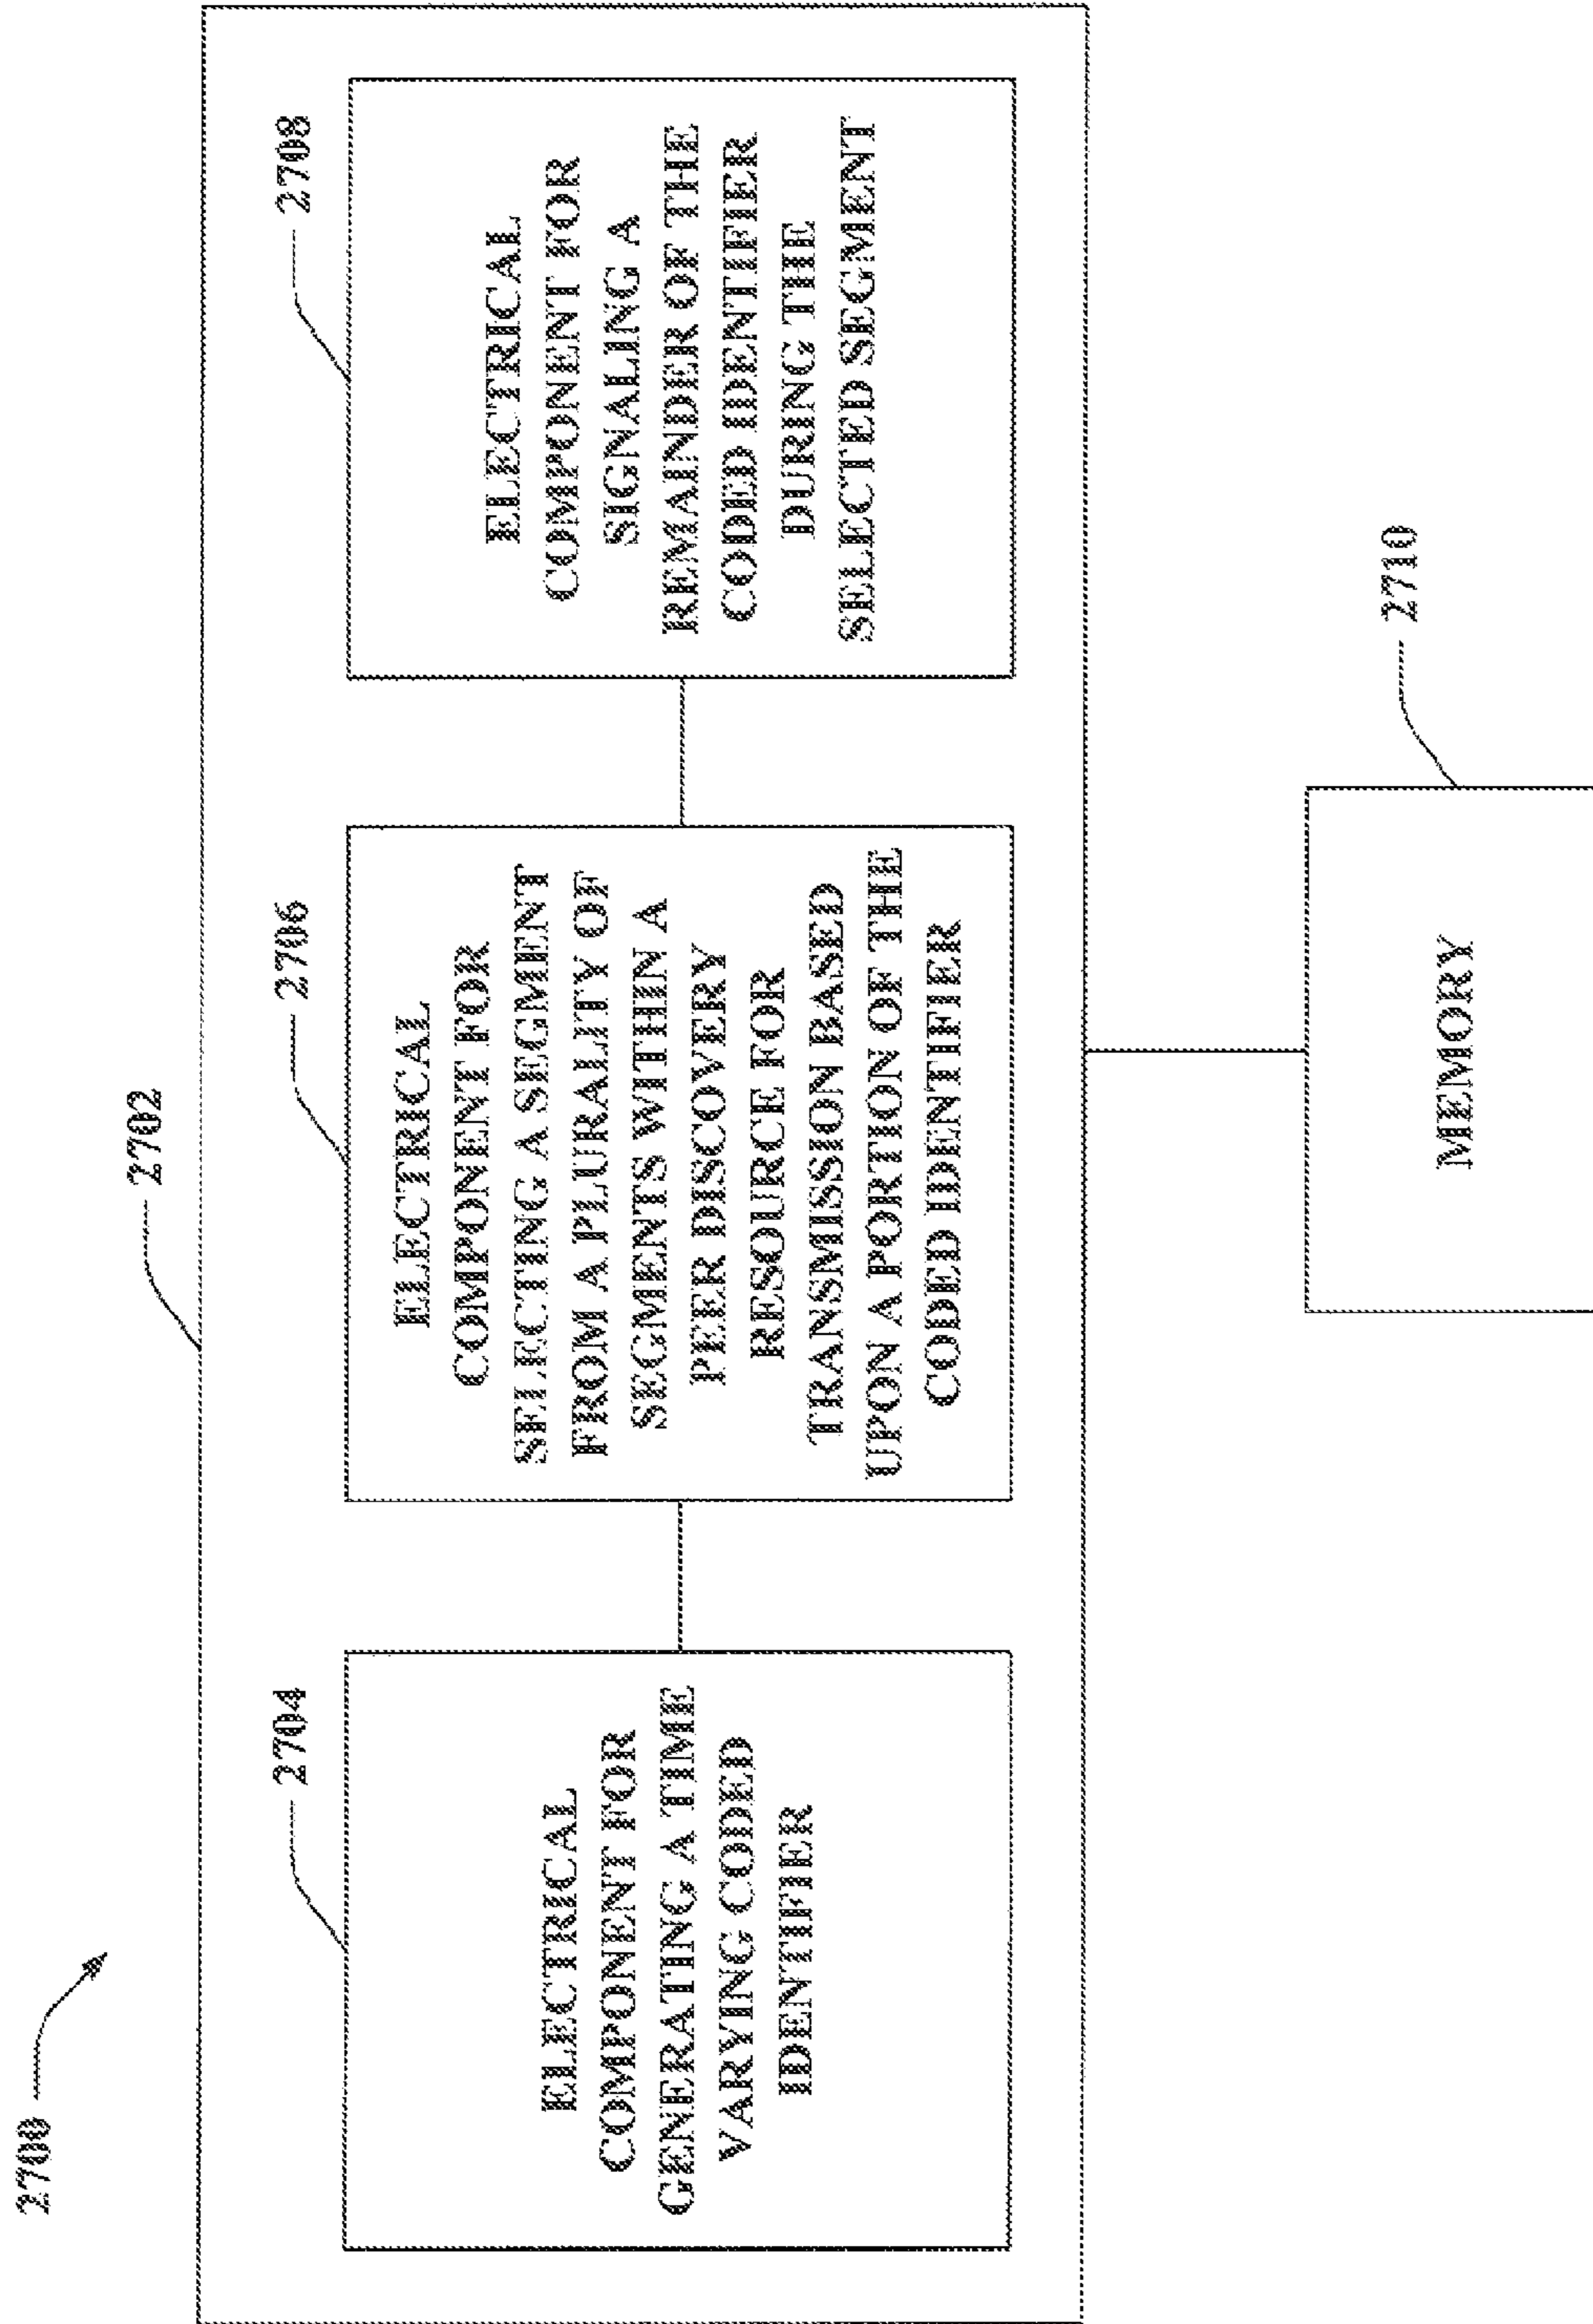 2700
2702
2704
ELECTRICAL
COMPONENT FOR
GENERATING A TIME
VARYING CODED
IDENTIFIER
2706
ELECTRICAL
COMPONENT FOR
SELECTING A SEGMENT
FROM A PLURALITY OF
SEGMENTS WITHIN A
PEER DISCOVERY
RESOURCE FOR
TRANSMISSION BASED
UPON A PORTION OF THE
CODED IDENTIFIER
2708
ELECTRICAL
COMPONENT FOR
SIGNALING A
REMAINDER OF THE
CODED IDENTIFIER
DURING THE
SELECTED SEGMENT
2710
MEMORY